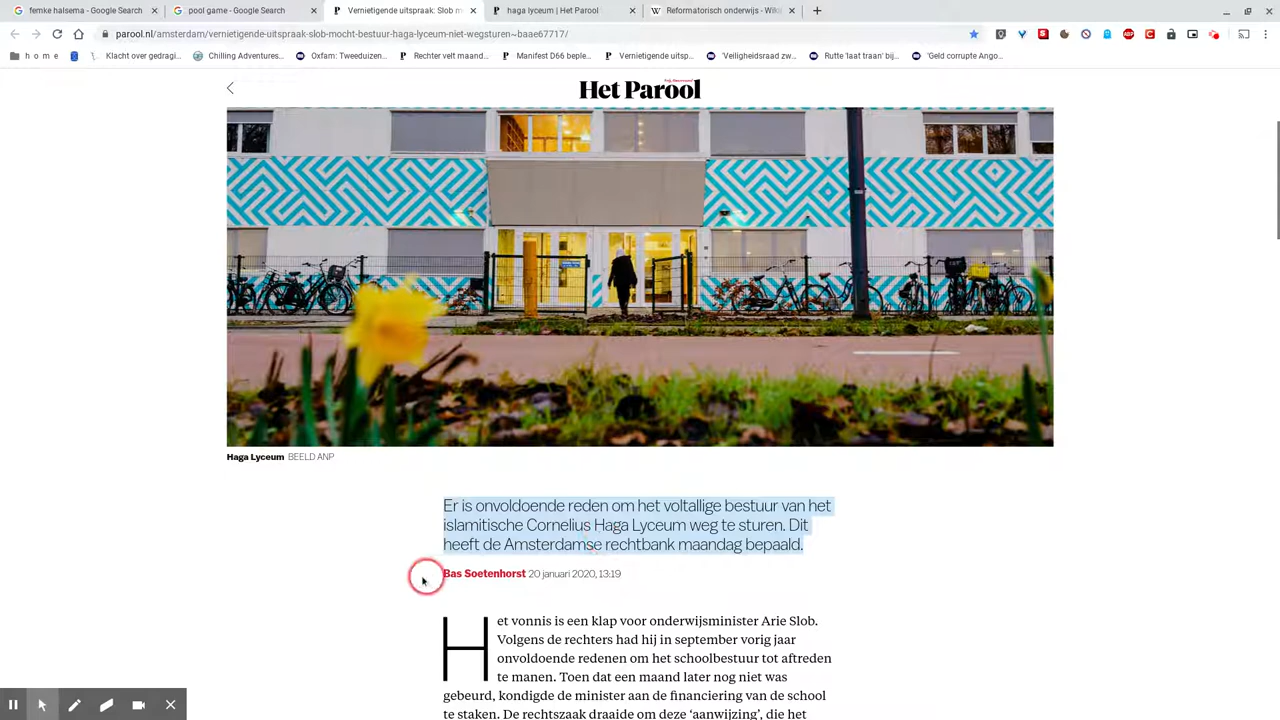 femke halsema - Google Search
pool game - Google Search
Vernietigende uitspraak: Slob m
haga lyceum | Het Parool
Reformatorisch onderwijs - Wiki
parool.nl/amsterdam/vernietigende-uitspraak-slob-mocht-bestuur-haga-lyceum-niet-wegsturen~baae67717/
h o m e
Klacht over gedragi...
Chilling Adventures...
Oxfam: Tweeduizen...
Rechter velt maand...
Manifest D66 beple...
Vernietigende uitsp...
'Veiligheidsraad zw...
Rutte 'laat traan' bij...
'Geld corrupte Ango...
Het Parool
Haga Lyceum BEELD ANP
Er is onvoldoende reden om het voltallige bestuur van het
islamitische Cornelius Haga Lyceum weg te sturen. Dit
heeft de Amsterdamse rechtbank maandag bepaald.
Bas Soetenhorst 20 januari 2020, 13:19
Het vonnis is een klap voor onderwijsminister Arie Slob.
Volgens de rechters had hij in september vorig jaar
onvoldoende redenen om het schoolbestuur tot aftreden
te manen. Toen dat een maand later nog niet was
gebeurd, kondigde de minister aan de financiering van de school
te staken. De rechtszaak draaide om deze 'aanwijzing', die het